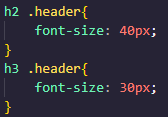 h2 .header{
    font-size: 40px;
}
h3 .header{
    font-size: 30px;
}